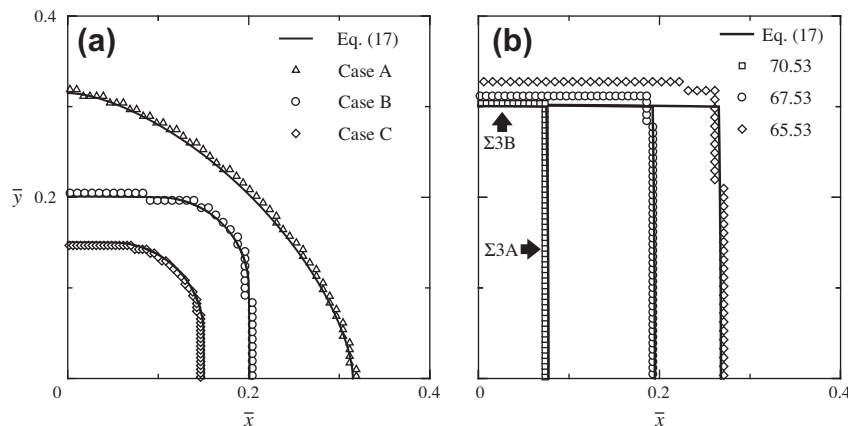 (a)
Eq. (17)
Case A
Case B
Case C
0.4
0.2
0
0.2
0.4
y̅
x̅
(b)
Eq. (17)
70.53
67.53
65.53
Σ3B
Σ3A
0
0.2
0.4
x̅